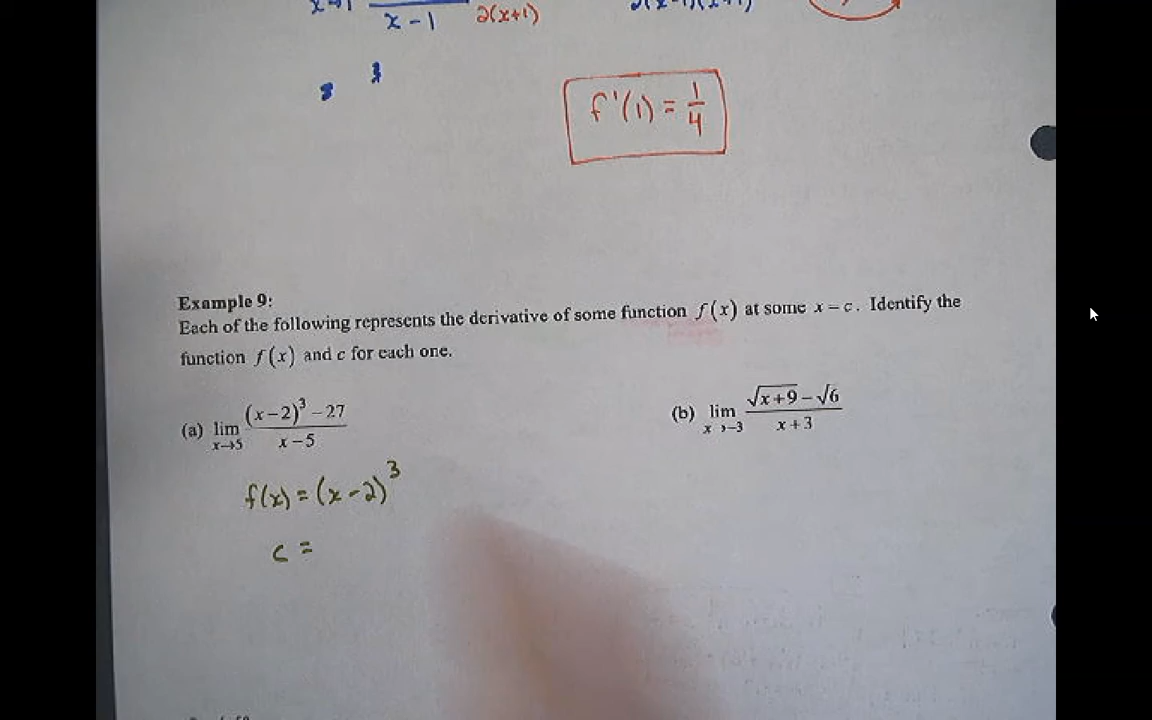 x - 1 2(x+1)
f'(1) = 1/4
Example 9:
Each of the following represents the derivative of some function f(x) at some x = c. Identify the
function f(x) and c for each one.
(a) lim x→5 ((x-2)³ - 27)/(x-5)
(b) lim x→-3 (√(x+9) - √6)/(x+3)
f(x) = (x-2)³
c =